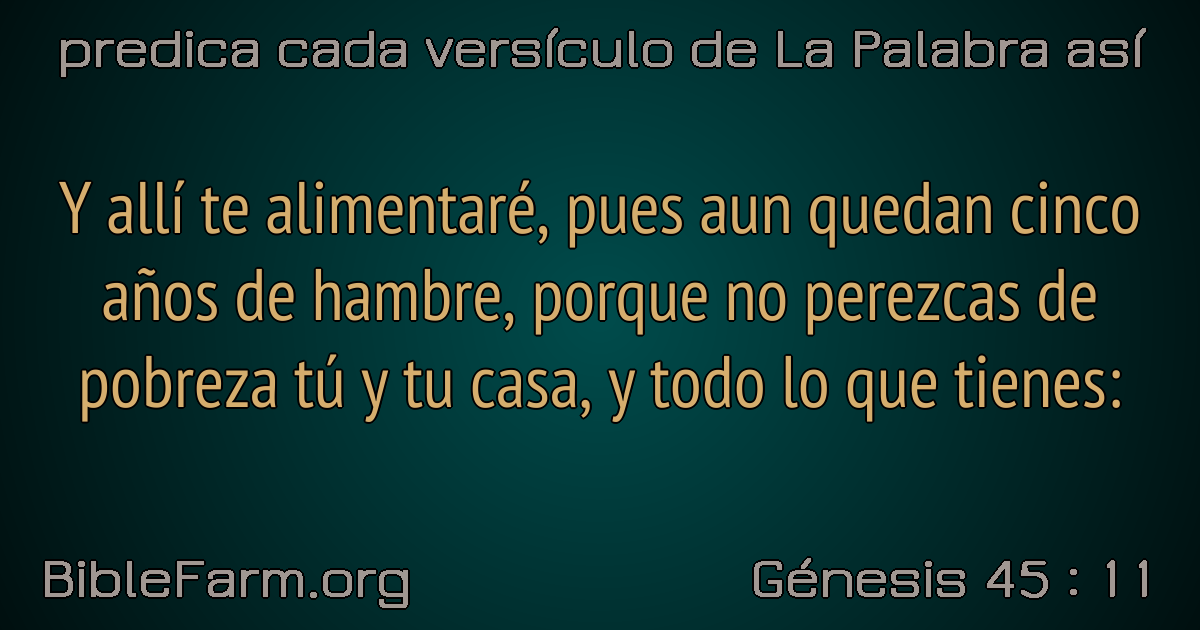 predica cada versículo de La Palabra así
Y allí te alimentaré, pues aun quedan cinco
años de hambre, porque no perezcas de
pobreza tú y tu casa, y todo lo que tienes:
BibleFarm.org
Génesis 45 : 11